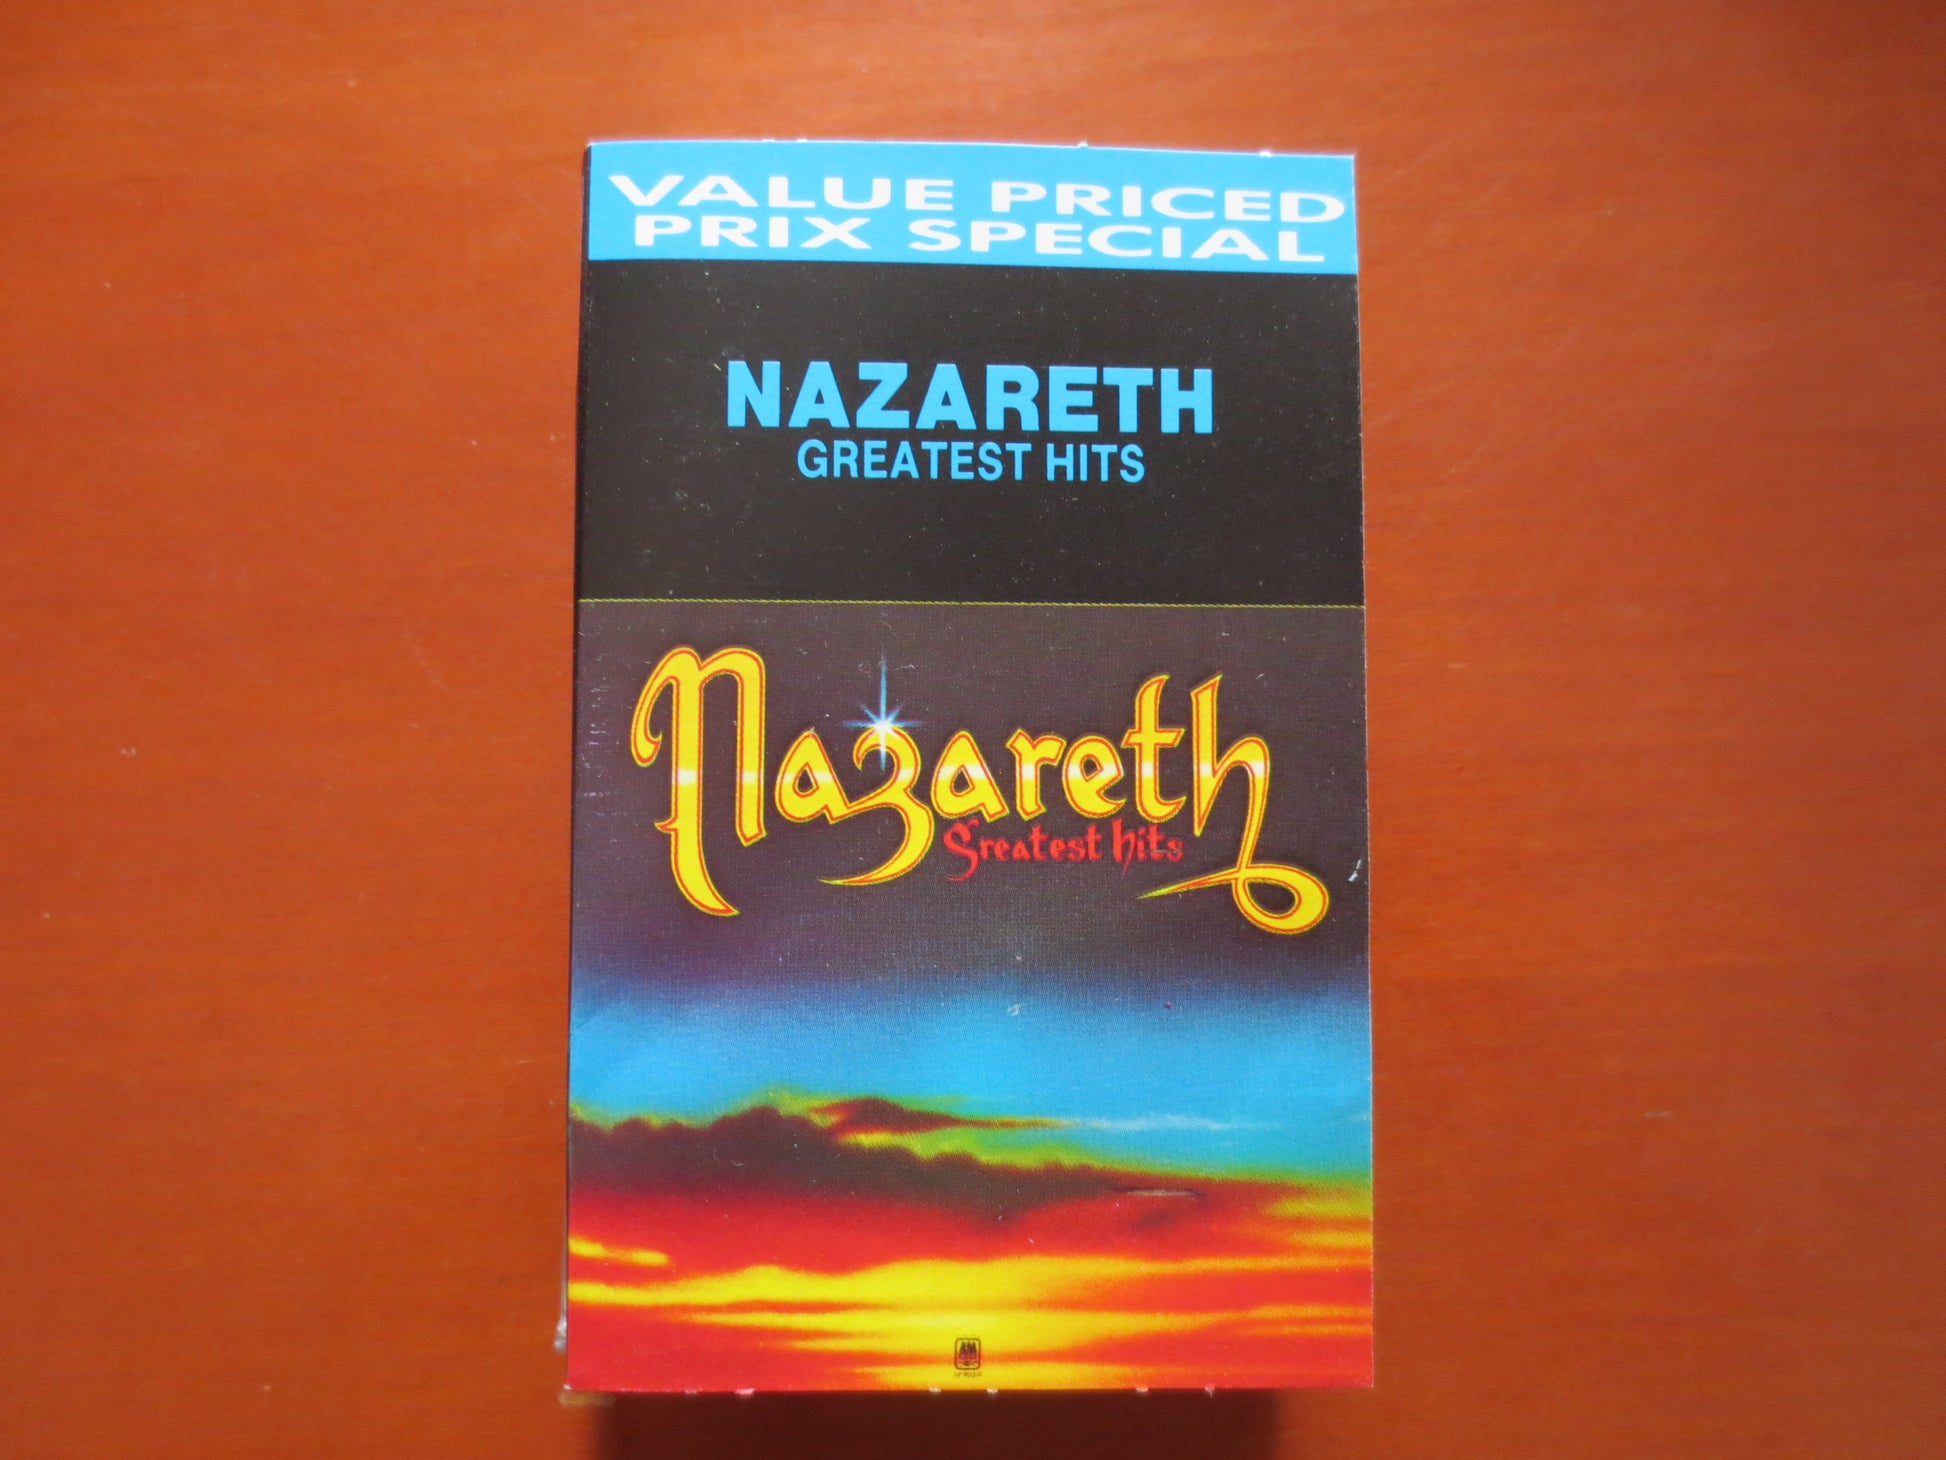 VALUE PRICED
PRIX SPECIAL
NAZARETH
GREATEST HITS
Nazareth
Greatest hits